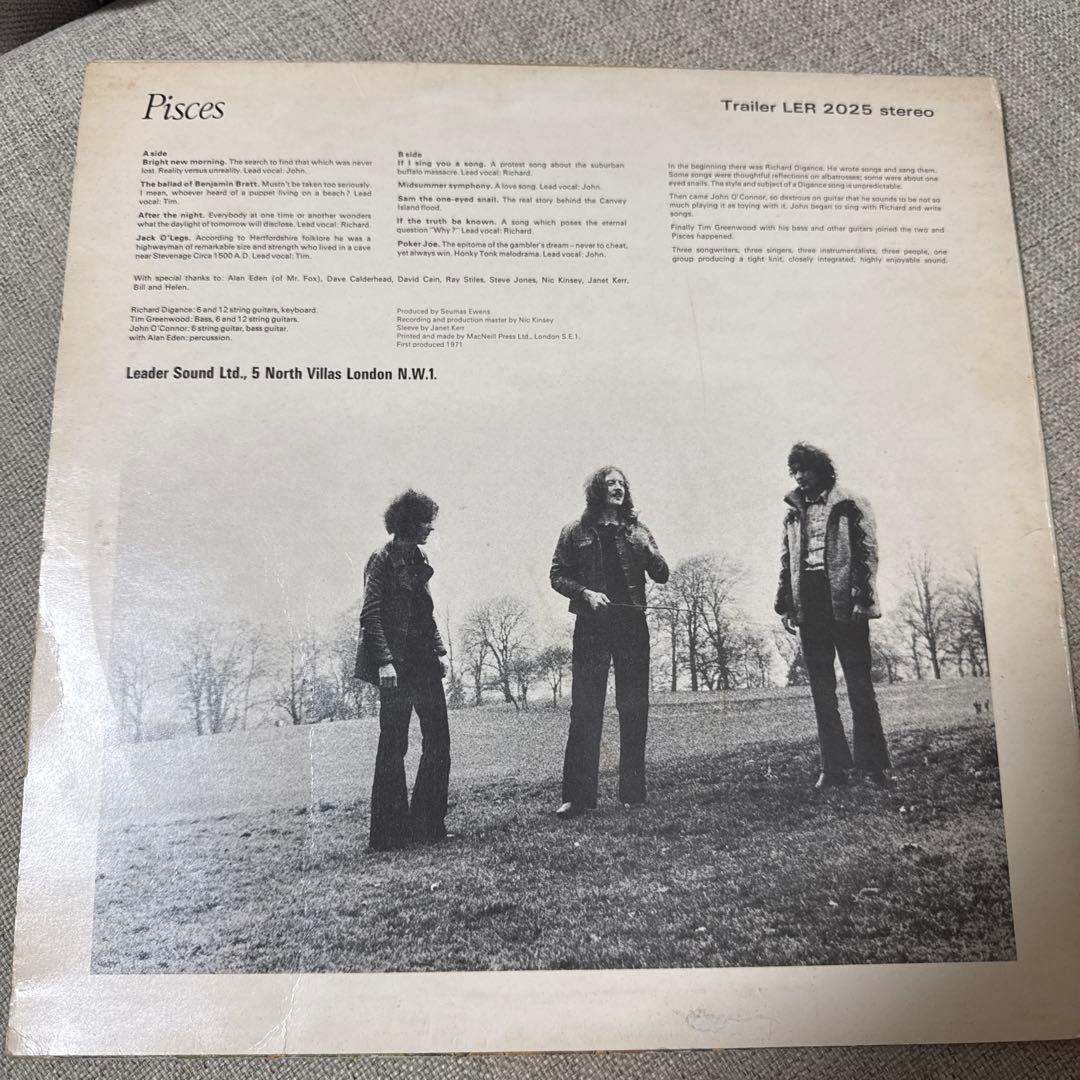 Pisces
Trailer LER 2025 stereo
A side
Bright new morning. The search to find that which was never
lost. Reality versus unreality. Lead vocal: John.
The ballad of Benjamin Bratt. Mustn't be taken too seriously.
I mean, whoever heard of a puppet living on a beach? Lead
vocal: Tim.
After the night. Everybody at one time or another wonders
what the daylight of tomorrow will disclose. Lead vocal: Richard.
Jack O'Legs. According to Hertfordshire folklore he was a
highwayman of remarkable size and strength who lived in a cave
near Stevenage Circa 1500 A.D. Lead vocal: Tim.
B side
If I sing you a song. A protest song about the suburban
buffalo massacre. Lead vocal: Richard.
Midsummer symphony. A love song. Lead vocal: John.
Sam the one-eyed snail. The real story behind the Canvey
Island flood.
If the truth be known. A song which poses the eternal
question "Why?" Lead vocal: Richard.
Poker Joe. The epitome of the gambler's dream—never to cheat,
yet always win. Honky Tonk melodrama. Lead vocal: John.
In the beginning there was Richard Digance. He wrote songs and sang them.
Some songs were thoughtful reflections on albatrosses; some were about one
eyed snails. The style and subject of a Digance song is unpredictable.
Then came John O'Connor, so dextrous on guitar that he sounds to be not so
much playing it as toying with it. John began to sing with Richard and write
songs.
Finally Tim Greenwood with his bass and other guitars joined the two and
Pisces happened.
Three songwriters, three singers, three instrumentalists, three people, one
group producing a tight knit, closely integrated, highly enjoyable sound.
With special thanks to: Alan Eden (of Mr. Fox), Dave Calderhead, David Cain, Ray Stiles, Steve Jones, Nic Kinsey, Janet Kerr,
Bill and Helen.
Richard Digance: 6 and 12 string guitars, keyboard.
Tim Greenwood: Bass, 6 and 12 string guitars.
John O'Connor: 6 string guitar, bass guitar.
with Alan Eden: percussion.
Produced by Seumas Ewens
Recording and production master by Nic Kinsey
Sleeve by Janet Kerr
Printed and made by MacNeill Press Ltd., London S.E.1.
First produced 1971
Leader Sound Ltd., 5 North Villas London N.W.1.